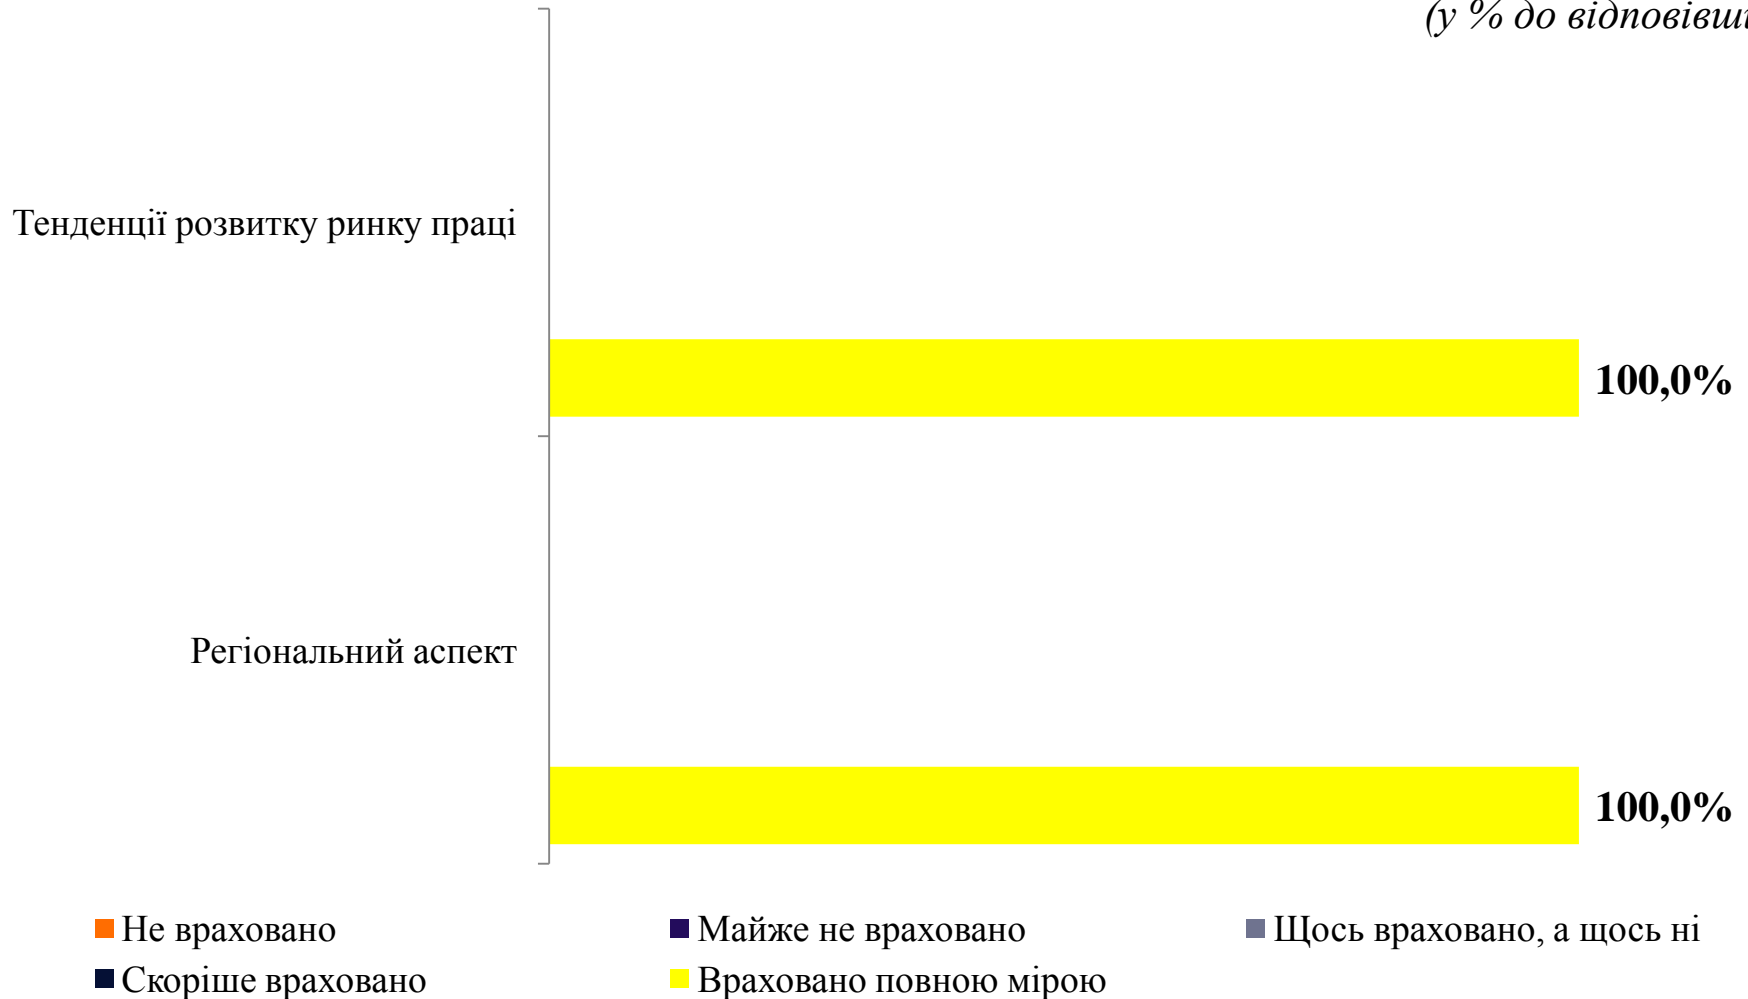 (у % до
Тенденції розвитку ринку праці
100,0%
Регіональний аспект
100,0%
Не враховано
Майже не враховано
Щось враховано, а щось ні
Скоріше враховано
Враховано повною мірою